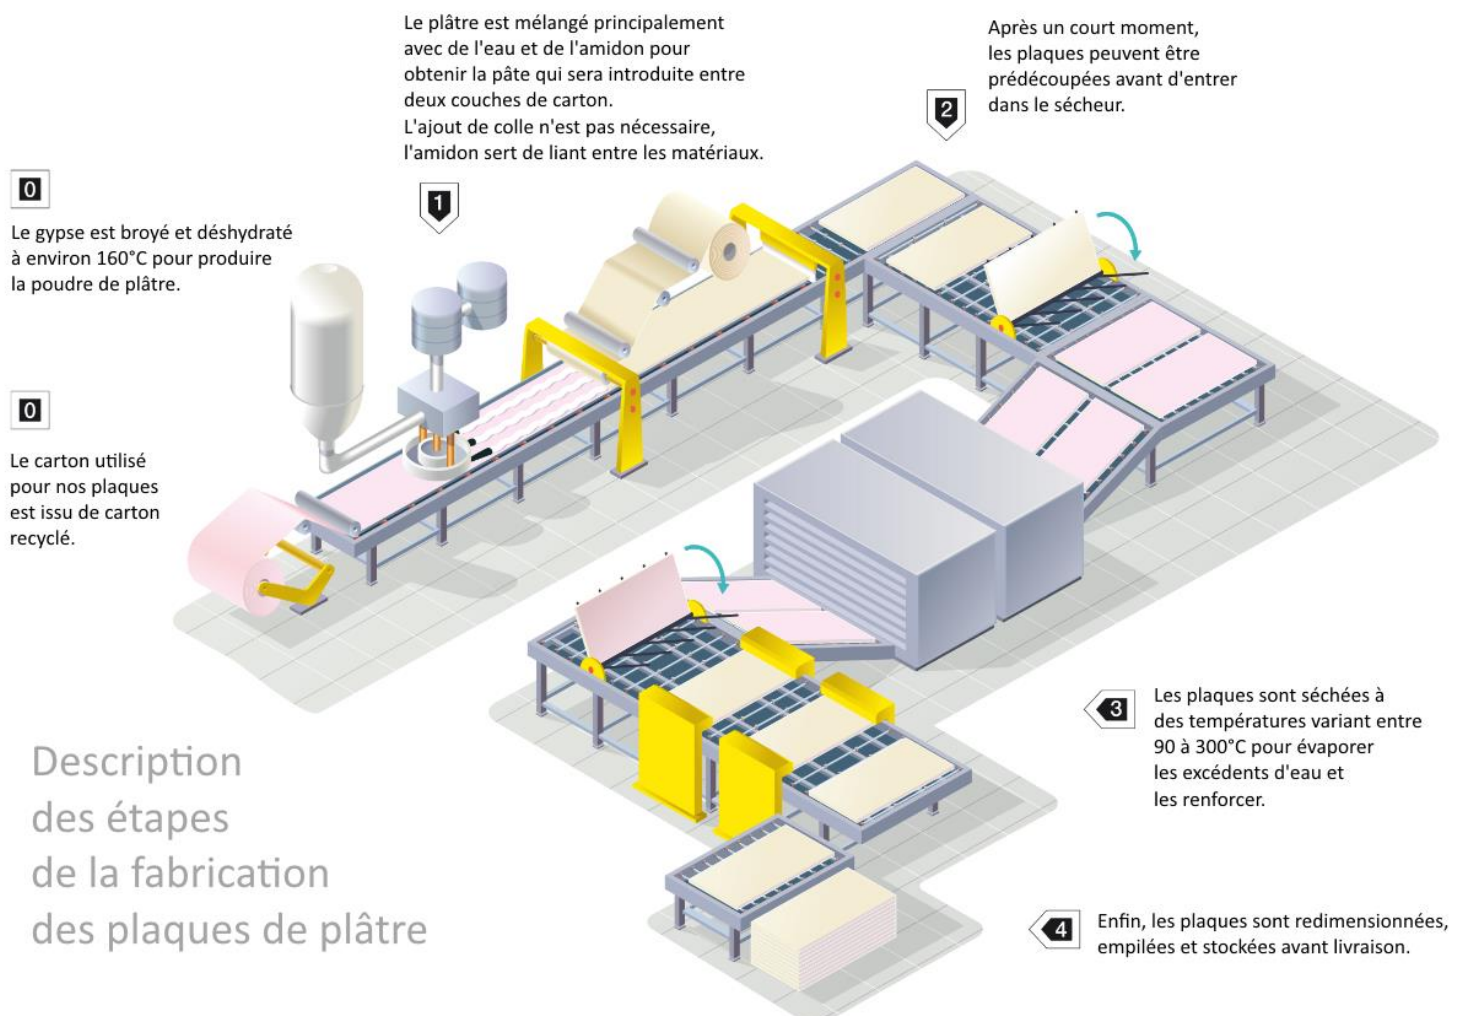 Le plâtre est mélangé principalement
avec de l'eau et de l'amidon pour
obtenir la pâte qui sera introduite entre
deux couches de carton.
L'ajout de colle n'est pas nécessaire,
l'amidon sert de liant entre les matériaux.
1
Après un court moment,
les plaques peuvent être
prédécoupées avant d'entrer
dans le sécheur.
2
0
Le gypse est broyé et déshydraté
à environ 160°C pour produire
la poudre de plâtre.
0
Le carton utilisé
pour nos plaques
est issu de carton
recyclé.
3
Les plaques sont séchées à
des températures variant entre
90 à 300°C pour évaporer
les excédents d'eau et
les renforcer.
Description
des étapes
de la fabrication
des plaques de plâtre
4
Enfin, les plaques sont redimensionnées,
empilées et stockées avant livraison.